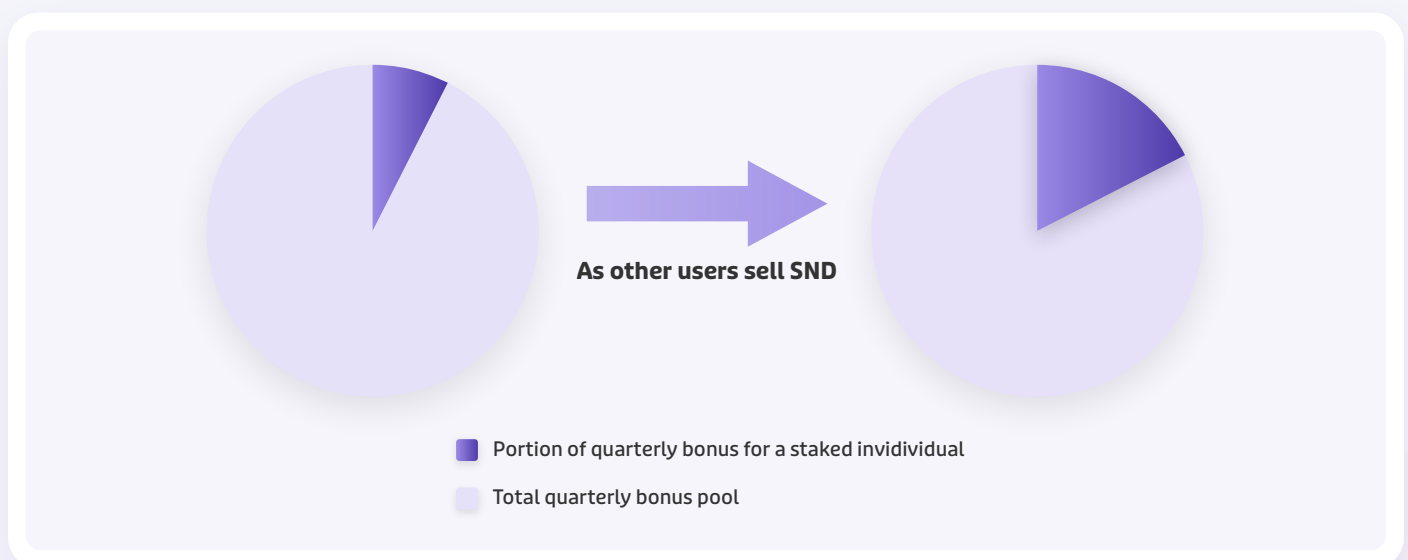 As other users sell SND
Portion of quarterly bonus for a staked invidividual
Total quarterly bonus pool